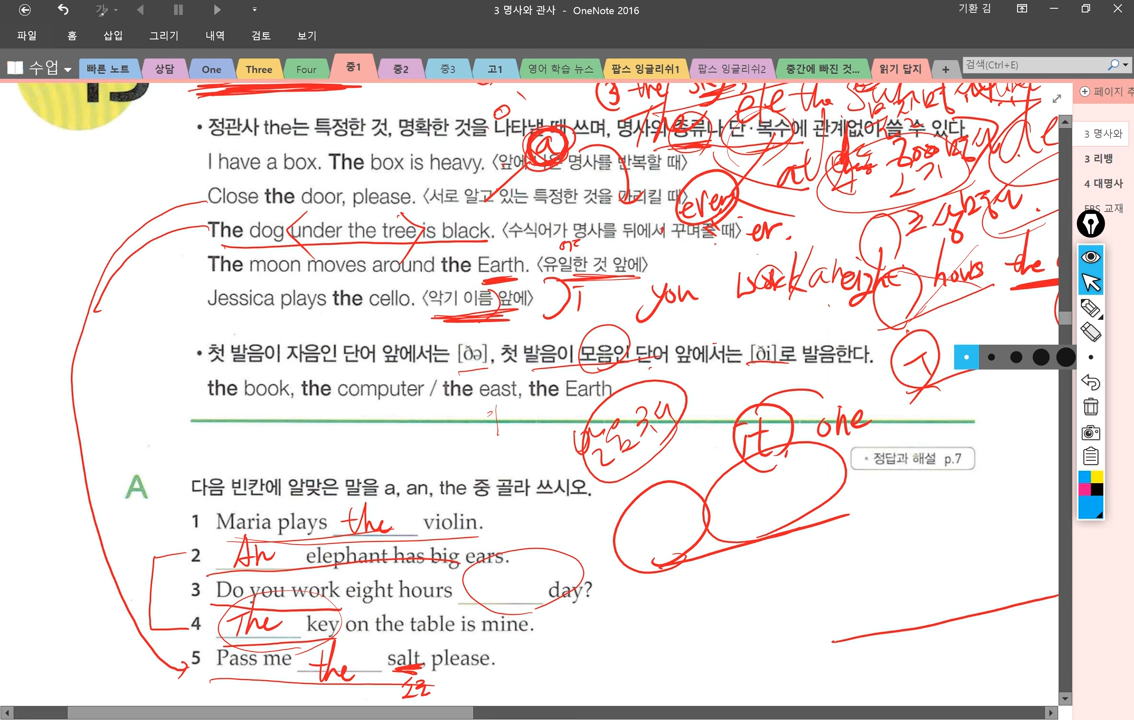 3 명사와 관사 - OneNote 2016
기환 김
파일 홈 삽입 그리기 내역 검토 보기
수업 빠른 노트 상담 One Three Four 중1 중2 중3 고1 영어 학습 뉴스 팝스 잉글리쉬1 팝스 잉글리쉬2 중간에 빠진 것... 읽기 답지 + 검색(Ctrl+E)
페이지 추
3 명사와
3 리뱅
4 대명사
EBS 교재
• 정관사 the는 특정한 것, 명확한 것을 나타낼 때 쓰며, 명사의 종류나 단·복수에 관계없이 쓸 수 있다.
a
I have a box. The box is heavy. 〈앞에 나온 명사를 반복할 때〉
at
Close the door, please. 〈서로 알고 있는 특정한 것을 가리킬 때〉
ever
The dog under the tree is black. 〈수식어가 명사를 뒤에서 꾸며줄 때〉
er.
The moon moves around the Earth. 〈유일한 것 앞에〉
Jessica plays the cello. 〈악기 이름 앞에〉
you work a eight hours the
• 첫 발음이 자음인 단어 앞에서는 [ðə], 첫 발음이 모음인 단어 앞에서는 [ði]로 발음한다.
the book, the computer / the east, the Earth
it one
• 정답과 해설 p.7
A 다음 빈칸에 알맞은 말을 a, an, the 중 골라 쓰시오.
1 Maria plays the violin.
2 An elephant has big ears.
3 Do you work eight hours day?
4 The key on the table is mine.
5 Pass me the salt, please.